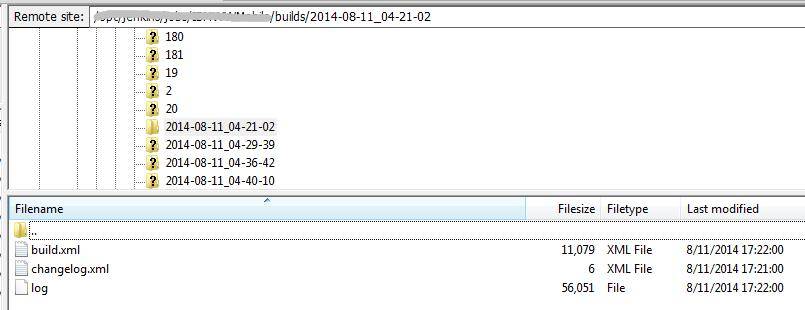 Remote site: /builds/2014-08-11_04-21-02
180
181
19
2
20
2014-08-11_04-21-02
2014-08-11_04-29-39
2014-08-11_04-36-42
2014-08-11_04-40-10
Filename Filesize Filetype Last modified
..
build.xml 11,079 XML File 8/11/2014 17:22:00
changelog.xml 6 XML File 8/11/2014 17:21:00
log 56,051 File 8/11/2014 17:22:00